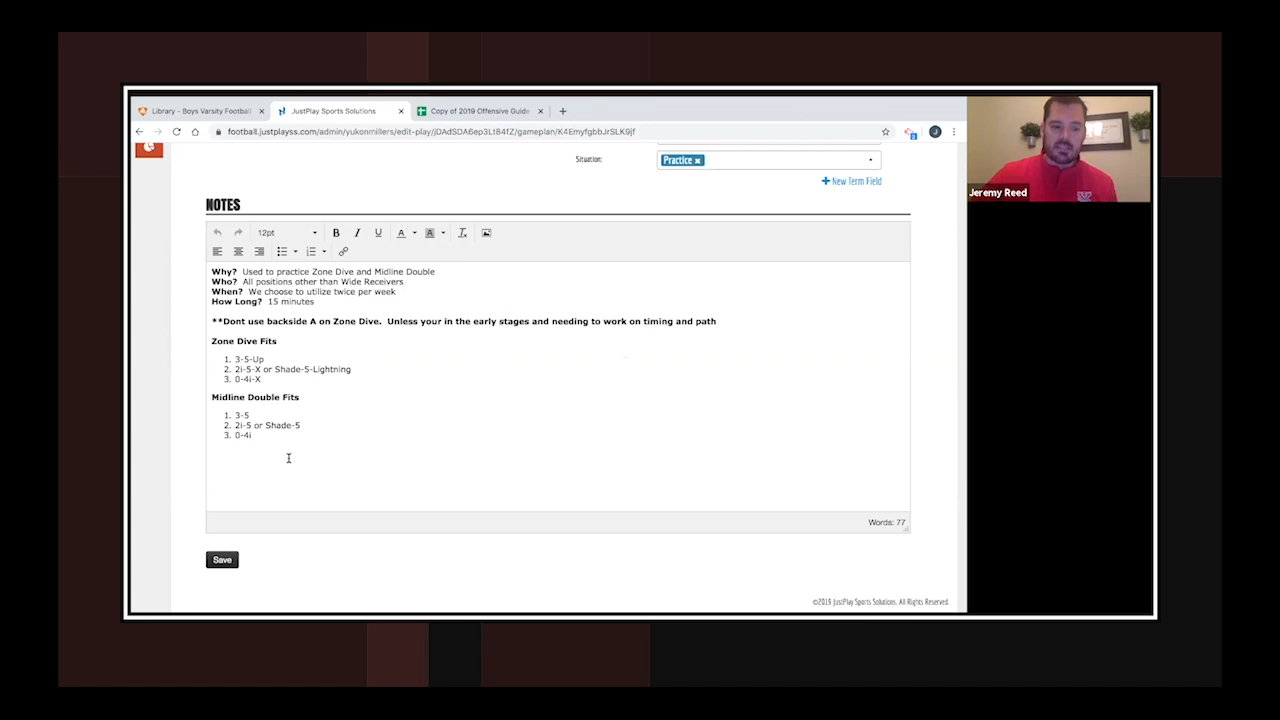 Library - Boys Varsity Football
JustPlay Sports Solutions
Copy of 2019 Offensive Guide
football.justplayss.com/admin/yukonmillers/edit-play/jDAdSDA6ep3Lt84fZ/gameplan/K4EmyfgbbJrSLK9jf
J
Jeremy Reed
Situation:
Practice x
+ New Term Field
NOTES
12pt
B I U A A
Why? Used to practice Zone Dive and Midline Double
Who? All positions other than Wide Receivers
When? We choose to utilize twice per week
How Long? 15 minutes
**Dont use backside A on Zone Dive. Unless your in the early stages and needing to work on timing and path
Zone Dive Fits
1. 3-5-Up
2. 2i-5-X or Shade-5-Lightning
3. 0-4i-X
Midline Double Fits
1. 3-5
2. 2i-5 or Shade-5
3. 0-4i
Words: 77
Save
©2019 JustPlay Sports Solutions. All Rights Reserved.